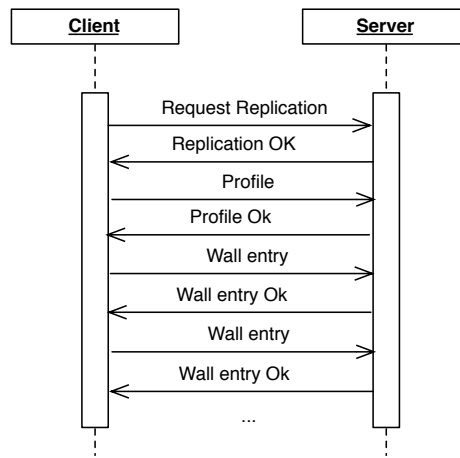 Client
Server
Request Replication
Replication OK
Profile
Profile Ok
Wall entry
Wall entry Ok
Wall entry
Wall entry Ok
...